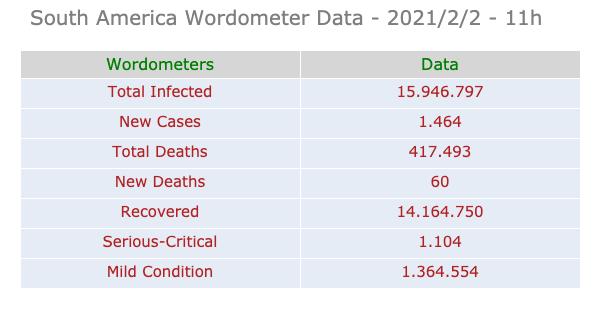 South America Wordometer Data - 2021/2/2 - 11h
Wordometers Data
Total Infected 15.946.797
New Cases 1.464
Total Deaths 417.493
New Deaths 60
Recovered 14.164.750
Serious-Critical 1.104
Mild Condition 1.364.554